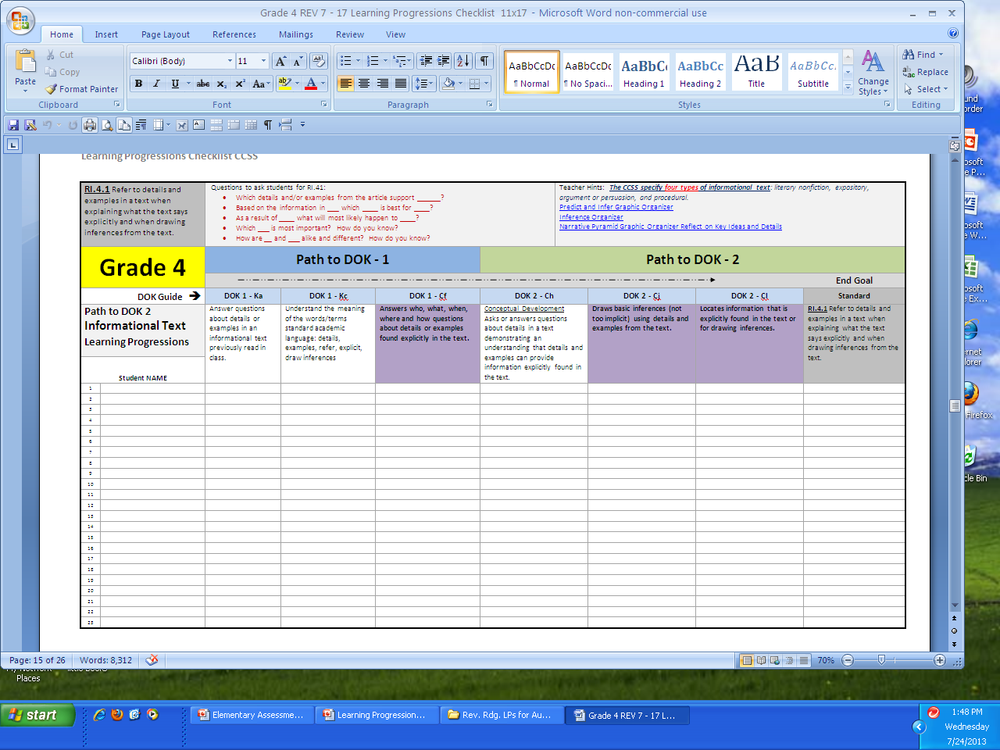 Grade 4 REV 7 - 17 Learning Progressions Checklist  11x17 - Microsoft Word non-commercial use
Home Insert Page Layout References Mailings Review View
Paste
Cut
Copy
Format Painter
Clipboard
Calibri (Body) 11
Font
Paragraph
AaBbCcDc AaBbCcDc AaBbCc AaBbCc AaB AaBbCc.
¶ Normal ¶ No Spaci... Heading 1 Heading 2 Title Subtitle
Change Styles
Styles
Find
Replace
Select
Editing
Learning Progressions Checklist CCSS
RI.4.1 Refer to details and
examples in a text when
explaining what the text says
explicitly and when drawing
inferences from the text.
Questions to ask students for RI.41:
• Which details and/or examples from the article support ______?
• Based on the information in ___ which ____ is best for ____?
• As a result of ____ what will most likely happen to ____?
• Which ___ is most important? How do you know?
• How are __ and ___ alike and different? How do you know?
Teacher Hints: The CCSS specify four types of informational text: literary nonfiction, expository,
argument or persuasion, and procedural.
Predict and Infer Graphic Organizer
Inference Organizer
Narrative Pyramid Graphic Organizer Reflect on Key Ideas and Details
Grade 4
Path to DOK - 1
Path to DOK - 2
End Goal
DOK Guide
DOK 1 - Ka
DOK 1 - Kc
DOK 1 - Cf
DOK 2 - Ch
DOK 2 - Cj
DOK 2 - Cl
Standard
Path to DOK 2
Informational Text
Learning Progressions
Student NAME
Answer questions
about details or
examples in an
informational text
previously read in
class.
Understand the meaning
of the words/terms
standard academic
language: details,
examples, refer, explicit,
draw inferences
Answers who, what, when,
where and how questions
about details or examples
found explicitly in the text.
Conceptual Development
Asks or answers questions
about details in a text
demonstrating an
understanding that details and
examples can provide
information explicitly found in
the text.
Draws basic inferences (not
too implicit) using details and
examples from the text.
Locates information that is
explicitly found in the text or
for drawing inferences.
RI.4.1 Refer to details and
examples in a text when
explaining what the text
says explicitly and when
drawing inferences from the
text.
1
2
3
4
5
6
7
8
9
10
11
12
13
14
15
16
17
18
19
20
21
22
23
Page: 15 of 26 Words: 8,312
70%
Places
Firefox
start
Elementary Assessme...
Learning Progression...
Rev. Rdg. LPs for Au...
Grade 4 REV 7 - 17 L...
1:48 PM
Wednesday
7/24/2013